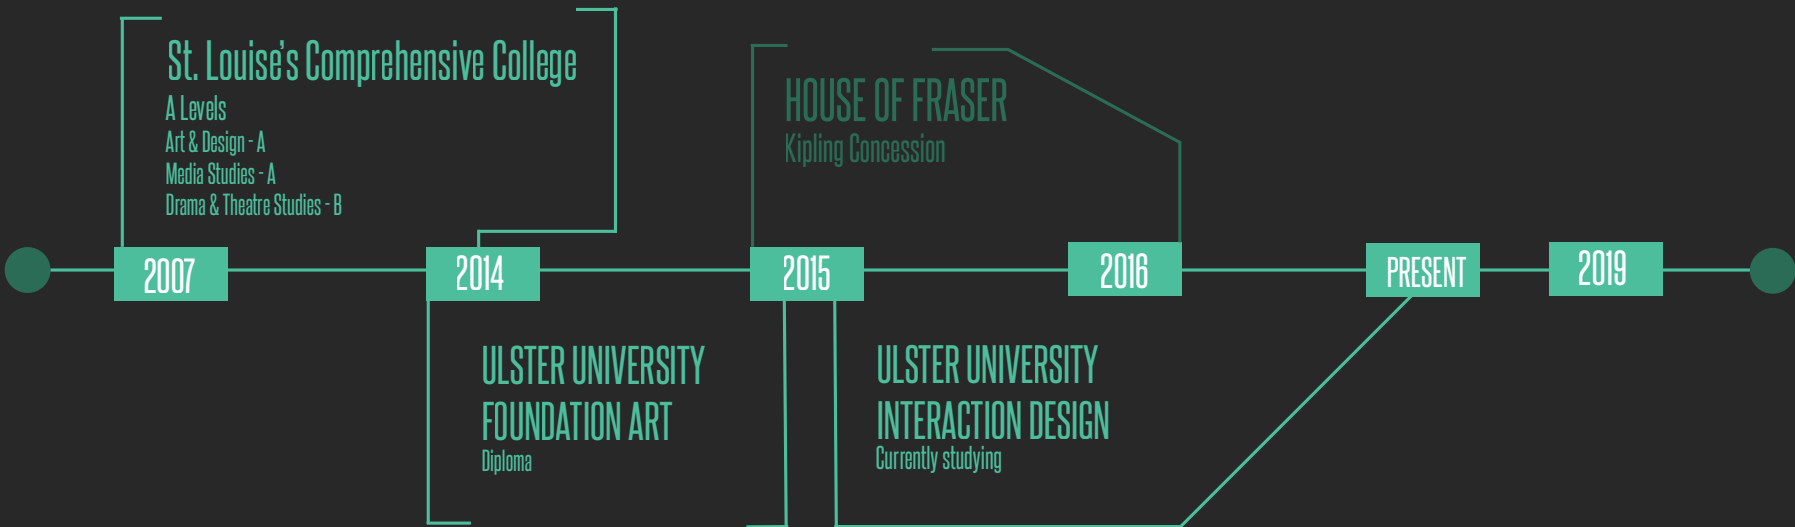 St. Louise's Comprehensive College
A Levels
Art & Design - A
Media Studies - A
Drama & Theatre Studies - B
HOUSE OF FRASER
Kipling Concession
2007
2014
2015
2016
PRESENT
2019
ULSTER UNIVERSITY
FOUNDATION ART
Diploma
ULSTER UNIVERSITY
INTERACTION DESIGN
Currently studying